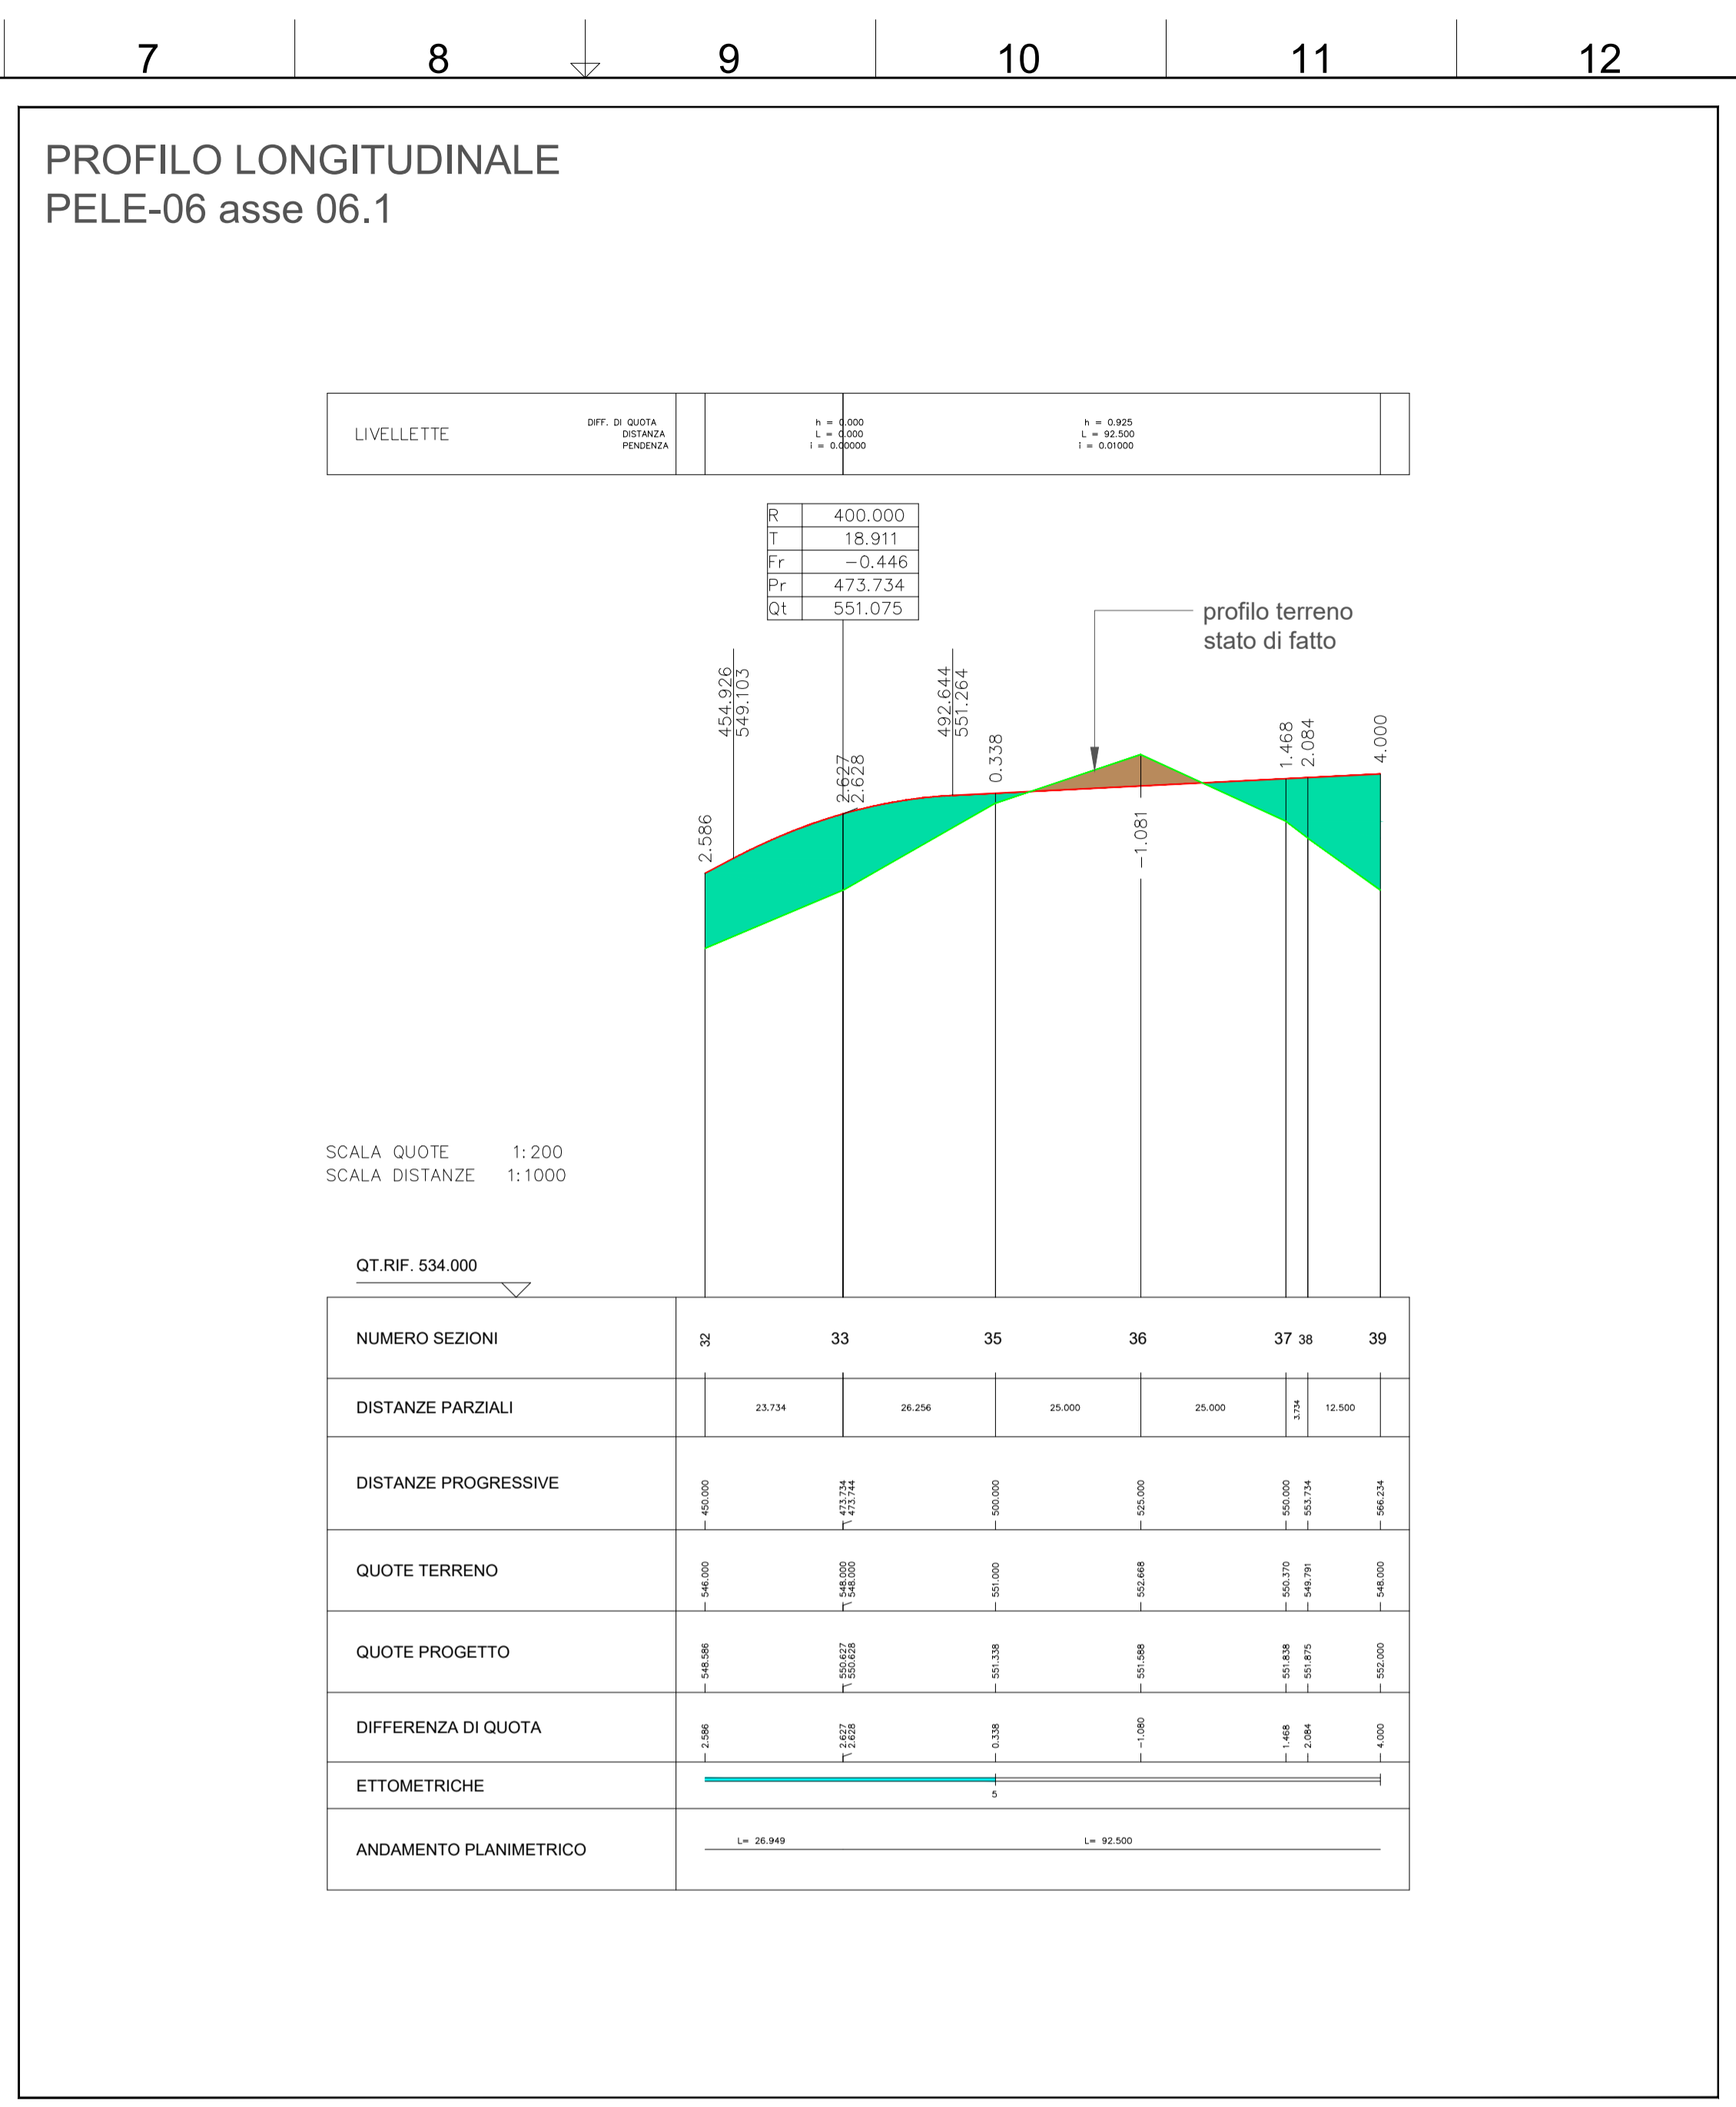 7 8 9 10 11 12
PROFILO LONGITUDINALE
PELE-06 asse 06.1
LIVELLETTE
DIFF. DI QUOTA
DISTANZA
PENDENZA
h = 0.000
L = 0.000
i = 0.00000
h = 0.925
L = 92.500
i = 0.01000
R 400.000
T 18.911
Fr -0.446
Pr 473.734
Qt 551.075
profilo terreno
stato di fatto
454.926
549.103
492.644
551.264
2.586
2.627
2.628
0.338
-1.081
1.468
2.084
4.000
SCALA QUOTE 1:200
SCALA DISTANZE 1:1000
QT.RIF. 534.000
NUMERO SEZIONI 32 33 35 36 37 38 39
DISTANZE PARZIALI 23.734 26.256 25.000 25.000 3.734 12.500
DISTANZE PROGRESSIVE 450.000 473.734 473.744 500.000 525.000 550.000 553.734 566.234
QUOTE TERRENO 546.000 548.000 548.000 551.000 552.668 550.370 549.791 548.000
QUOTE PROGETTO 548.586 550.627 550.628 551.338 551.588 551.838 551.875 552.000
DIFFERENZA DI QUOTA 2.586 2.627 2.628 0.338 -1.080 1.468 2.084 4.000
ETTOMETRICHE 5
ANDAMENTO PLANIMETRICO L= 26.949 L= 92.500